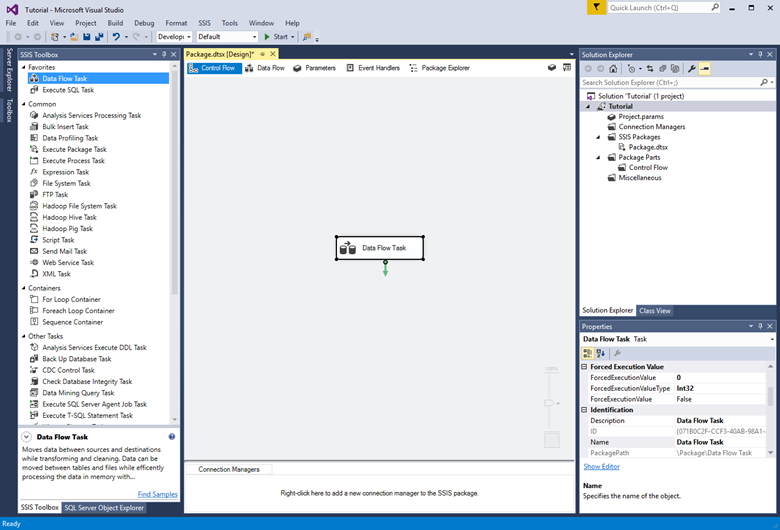 Tutorial - Microsoft Visual Studio
Quick Launch (Ctrl+Q)
File Edit View Project Build Debug Format SSIS Tools Window Help
Develop Default Start
Server Explorer
Toolbox
SSIS Toolbox
Favorites
Data Flow Task
Execute SQL Task
Common
Analysis Services Processing Task
Bulk Insert Task
Data Profiling Task
Execute Package Task
Execute Process Task
Expression Task
File System Task
FTP Task
Hadoop File System Task
Hadoop Hive Task
Hadoop Pig Task
Script Task
Send Mail Task
Web Service Task
XML Task
Containers
For Loop Container
Foreach Loop Container
Sequence Container
Other Tasks
Analysis Services Execute DDL Task
Back Up Database Task
CDC Control Task
Check Database Integrity Task
Data Mining Query Task
Execute SQL Server Agent Job Task
Execute T-SQL Statement Task
Data Flow Task
Moves data between sources and destinations
while transforming and cleaning. Data can be
moved between tables and files while efficently
processing the data in memory with...
Find Samples
SSIS Toolbox SQL Server Object Explorer
Package.dtsx [Design]*
Control Flow Data Flow Parameters Event Handlers Package Explorer
Data Flow Task
100%
Connection Managers
Right-click here to add a new connection manager to the SSIS package.
Solution Explorer
Search Solution Explorer (Ctrl+;)
Solution 'Tutorial' (1 project)
Tutorial
Project.params
Connection Managers
SSIS Packages
Package.dtsx
Package Parts
Control Flow
Miscellaneous
Solution Explorer Class View
Properties
Data Flow Task Task
Forced Execution Value
ForcedExecutionValue 0
ForcedExecutionValueType Int32
ForceExecutionValue False
Identification
Description Data Flow Task
ID {071B0C2F-CCF3-40AB-98A1-
Name Data Flow Task
PackagePath \Package\Data Flow Task
Show Editor
Name
Specifies the name of the object.
Ready